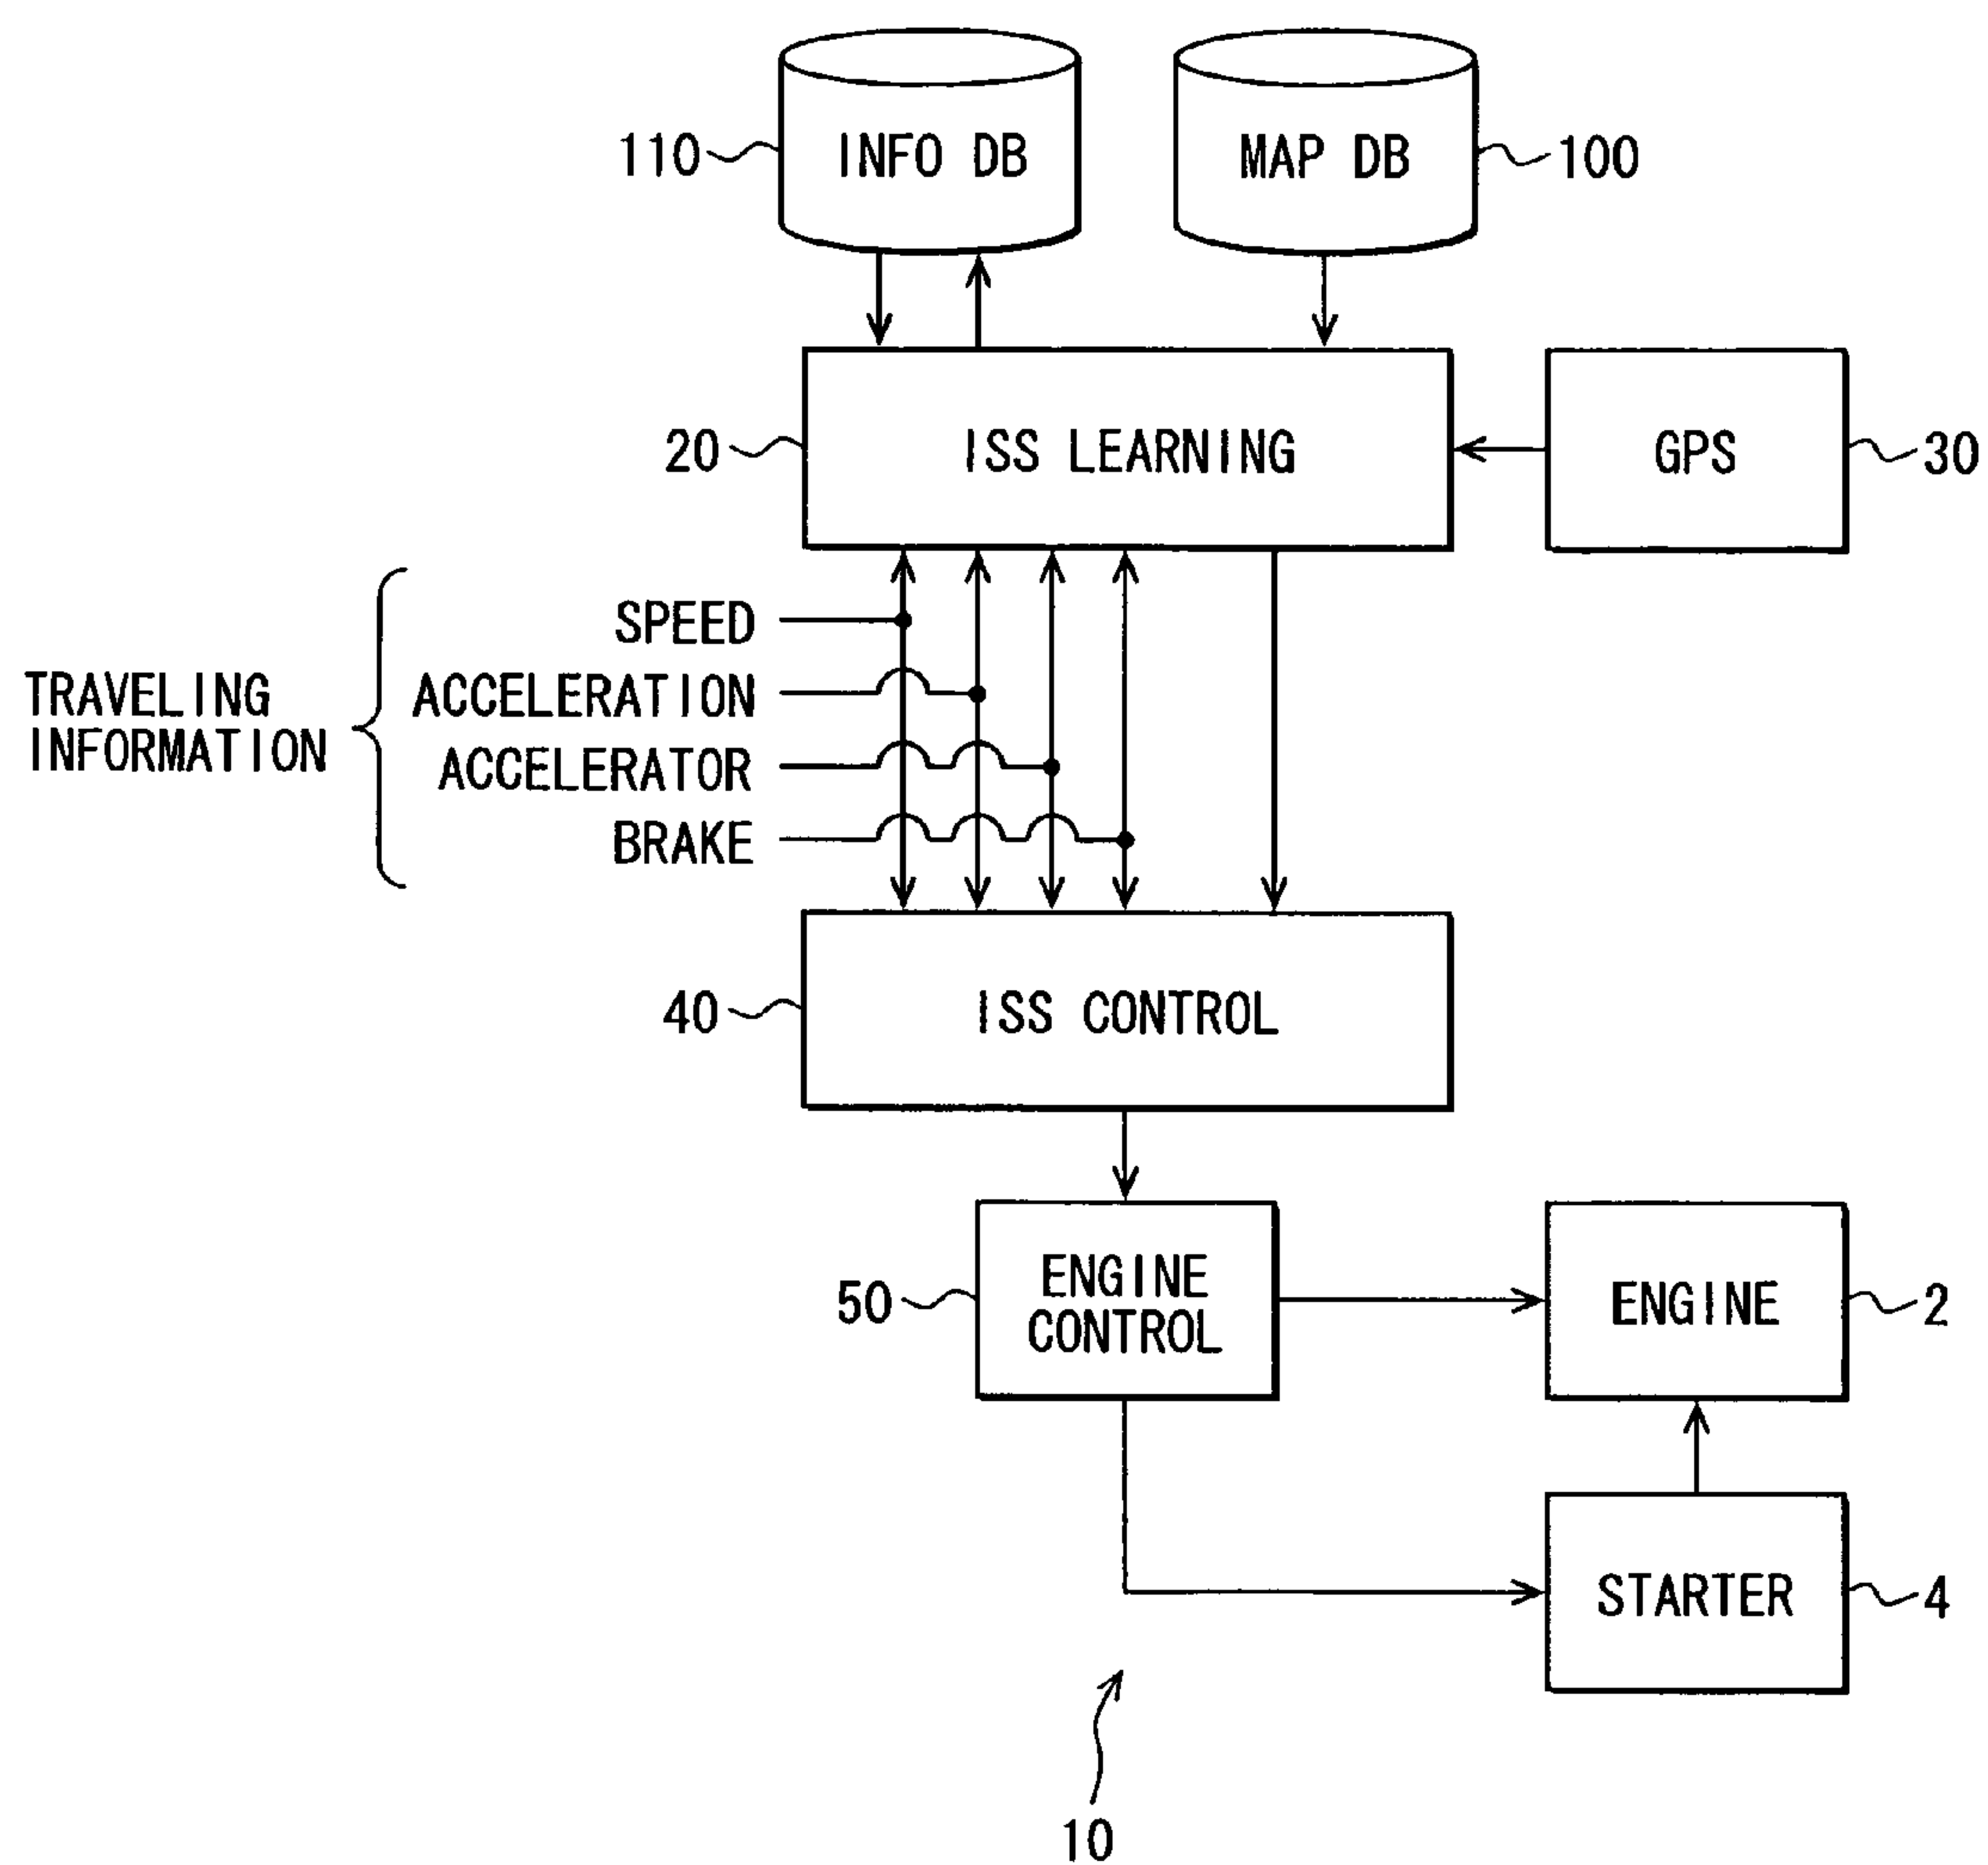 INFO DB
110
MAP DB
100
ISS LEARNING
20
GPS
30
TRAVELING
INFORMATION
SPEED
ACCELERATION
ACCELERATOR
BRAKE
ISS CONTROL
40
ENGINE
CONTROL
50
ENGINE
2
STARTER
4
10